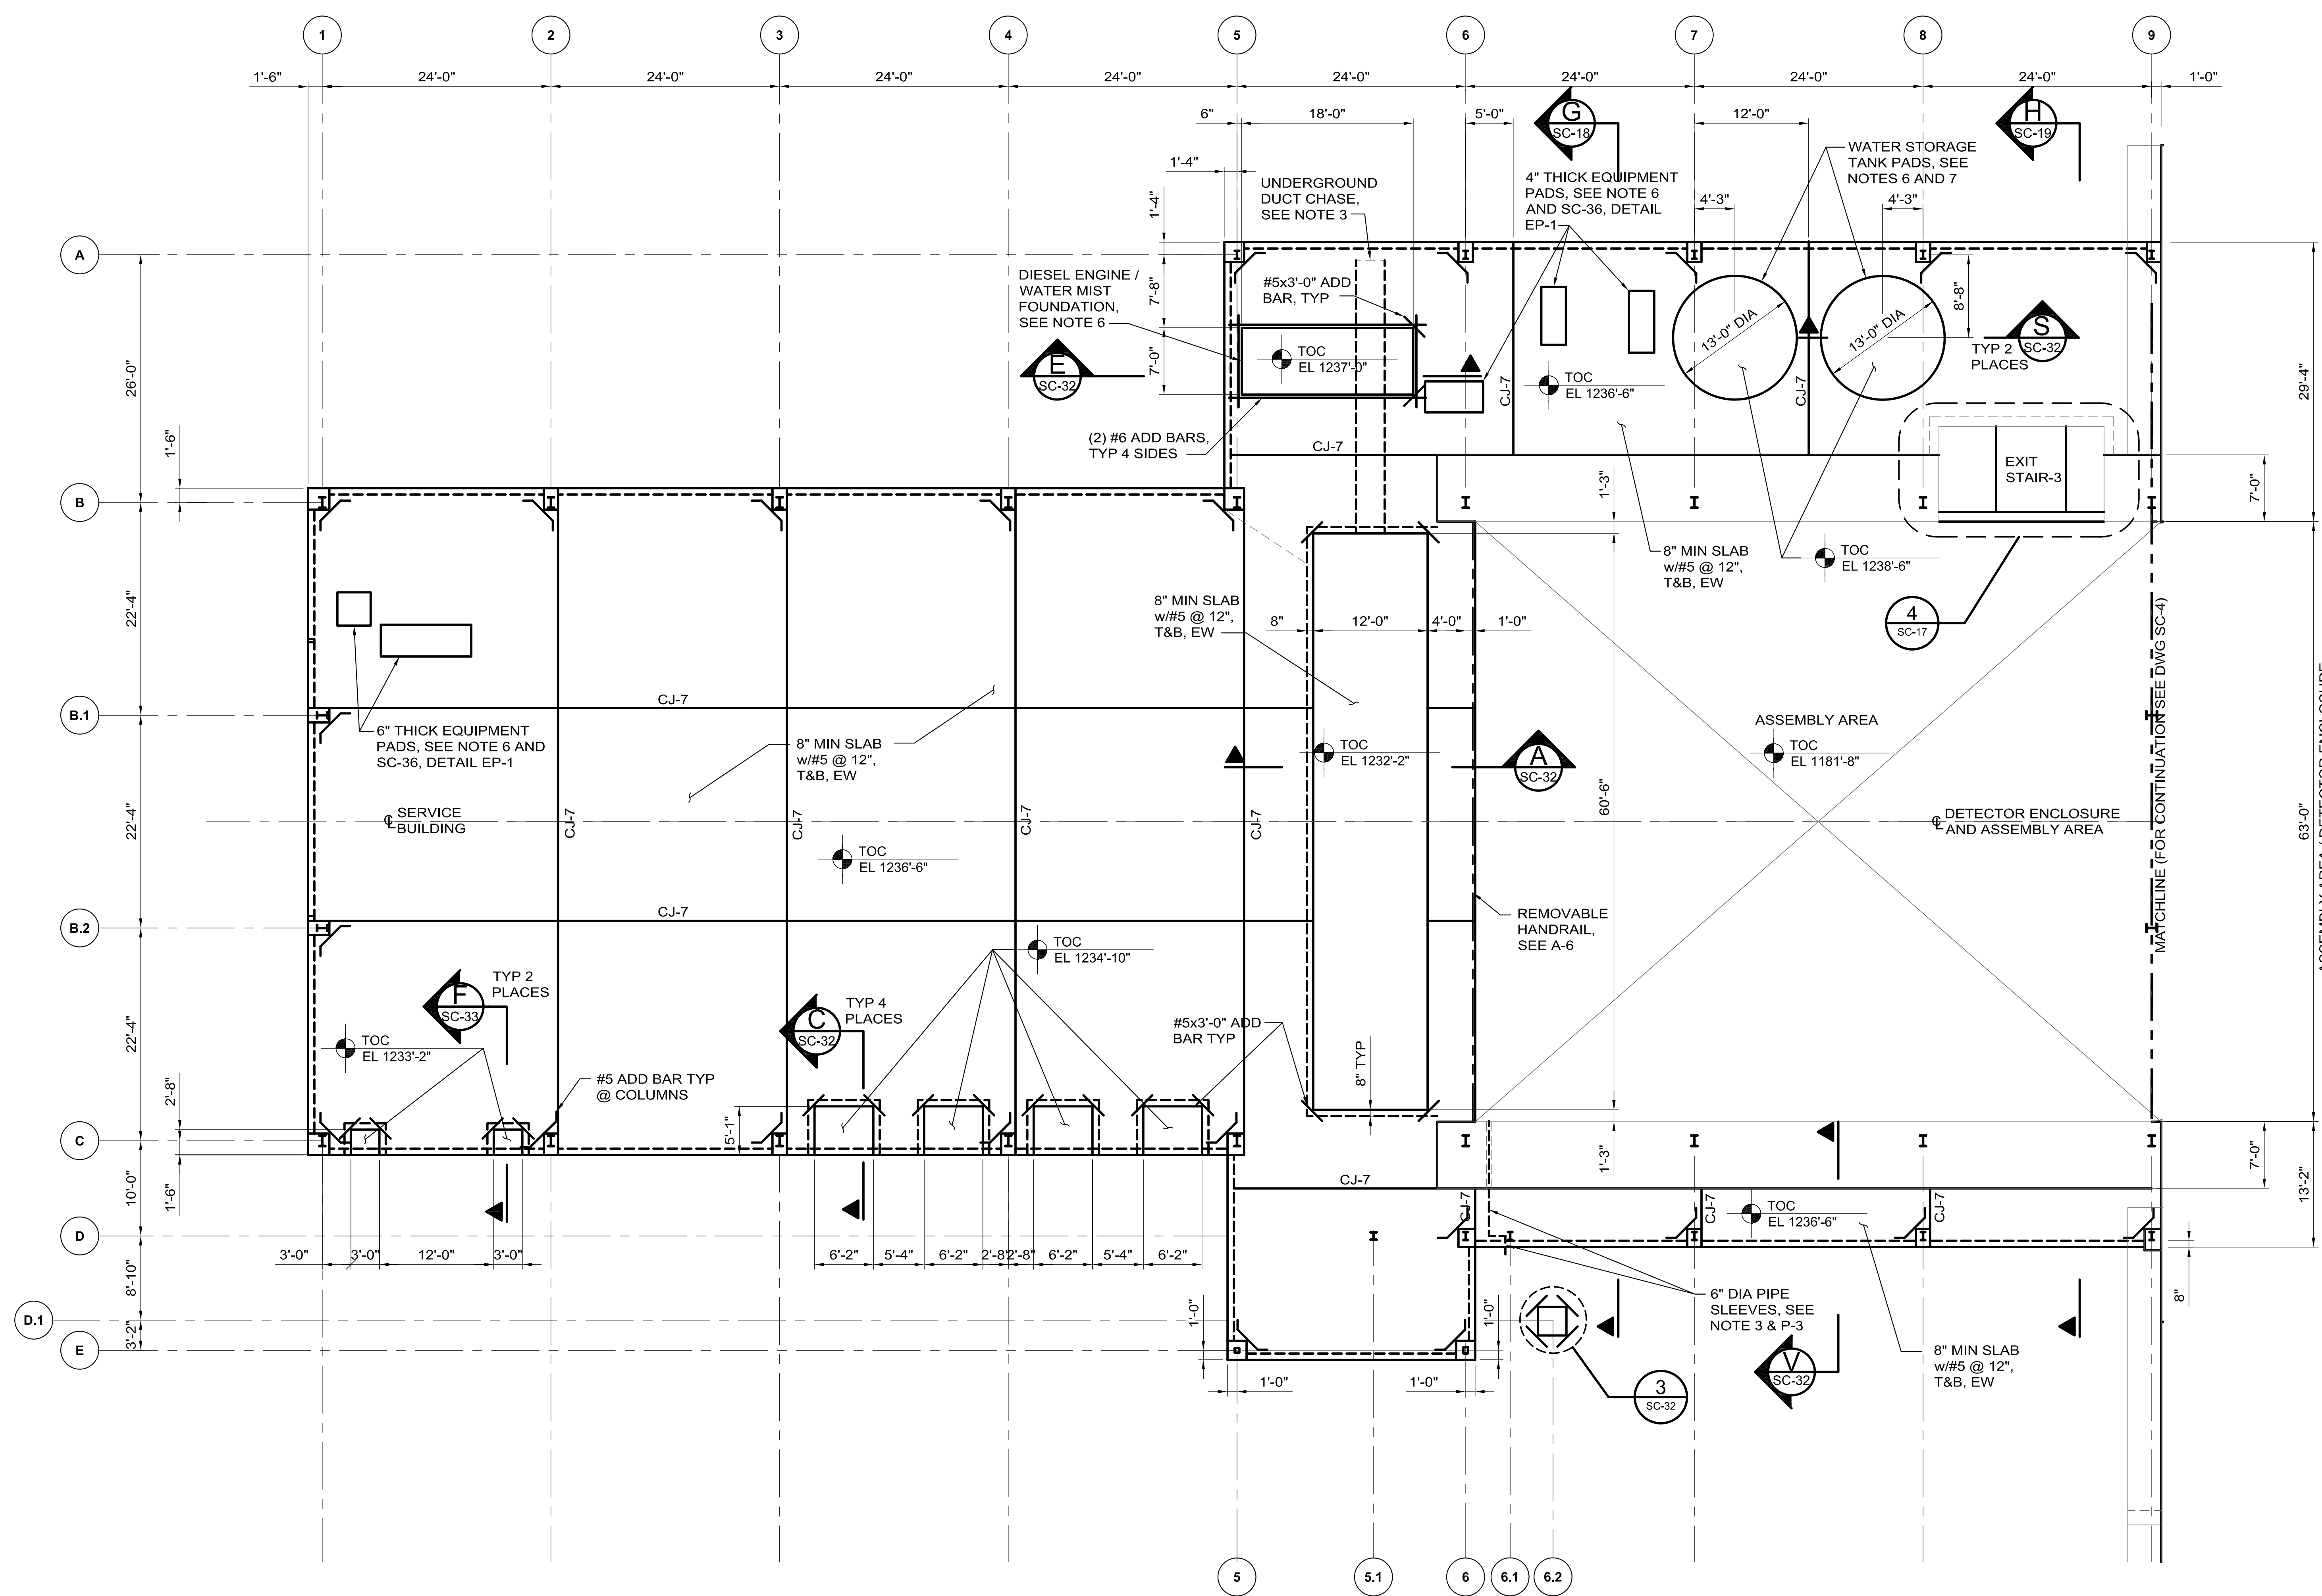 1 2 3 4 5 6 7 8 9
1'-6" 24'-0" 24'-0" 24'-0" 24'-0" 24'-0" 24'-0" 24'-0" 24'-0" 1'-0"
6" 18'-0" 5'-0" 12'-0"
G
SC-18
H
SC-19
1'-4"
1'-4"
UNDERGROUND
DUCT CHASE,
SEE NOTE 3
4" THICK EQUIPMENT
PADS, SEE NOTE 6
AND SC-36, DETAIL
EP-1
WATER STORAGE
TANK PADS, SEE
NOTES 6 AND 7
4'-3" 4'-3"
A
DIESEL ENGINE /
WATER MIST
FOUNDATION,
SEE NOTE 6
7'-8"
7'-0"
#5x3'-0" ADD
BAR, TYP
TOC
EL 1237'-0"
E
SC-32
(2) #6 ADD BARS,
TYP 4 SIDES
CJ-7
TOC
EL 1236'-6"
CJ-7
13'-0" DIA
CJ-7
13'-0" DIA
8'-8"
S
SC-32
TYP 2
PLACES
EXIT
STAIR-3
26'-0"
1'-6"
29'-4"
7'-0"
B
1'-3"
8" MIN SLAB
w/#5 @ 12",
T&B, EW
TOC
EL 1238'-6"
4
SC-17
22'-4"
8" MIN SLAB
w/#5 @ 12",
T&B, EW
8" 12'-0" 4'-0" 1'-0"
MATCHLINE (FOR CONTINUATION SEE DWG SC-4)
B.1
CJ-7
6" THICK EQUIPMENT
PADS, SEE NOTE 6 AND
SC-36, DETAIL EP-1
8" MIN SLAB
w/#5 @ 12",
T&B, EW
TOC
EL 1232'-2"
A
SC-32
60'-6"
ASSEMBLY AREA
TOC
EL 1181'-8"
22'-4"
℄ SERVICE
BUILDING
CJ-7 CJ-7 CJ-7 CJ-7
℄ DETECTOR ENCLOSURE
AND ASSEMBLY AREA
63'-0"
ASSEMBLY AREA / DETECTOR ENCLOSURE
TOC
EL 1236'-6"
B.2
CJ-7
REMOVABLE
HANDRAIL,
SEE A-6
TOC
EL 1234'-10"
F
SC-33
TYP 2
PLACES
C
SC-32
TYP 4
PLACES
22'-4"
TOC
EL 1233'-2"
#5x3'-0" ADD
BAR TYP
8" TYP
#5 ADD BAR TYP
@ COLUMNS
2'-8"
5'-1"
C
1'-3"
7'-0"
13'-2"
10'-0"
1'-6"
CJ-7
CJ-7 CJ-7 CJ-7
TOC
EL 1236'-6"
D
3'-0" 3'-0" 12'-0" 3'-0" 6'-2" 5'-4" 6'-2" 2'-8" 2'-8" 6'-2" 5'-4" 6'-2"
8'-10"
8"
6" DIA PIPE
SLEEVES, SEE
NOTE 3 & P-3
D.1
1'-0" 1'-0"
3'-2"
E
V
SC-32
8" MIN SLAB
w/#5 @ 12",
T&B, EW
1'-0" 1'-0"
3
SC-32
5 5.1 6 6.1 6.2